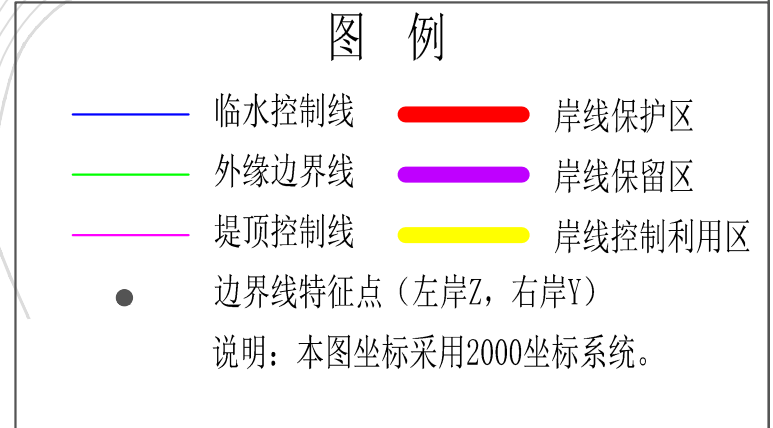 图 例
临水控制线 岸线保护区
外缘边界线 岸线保留区
堤顶控制线 岸线控制利用区
边界线特征点（左岸Z，右岸Y）
说明：本图坐标采用2000坐标系统。